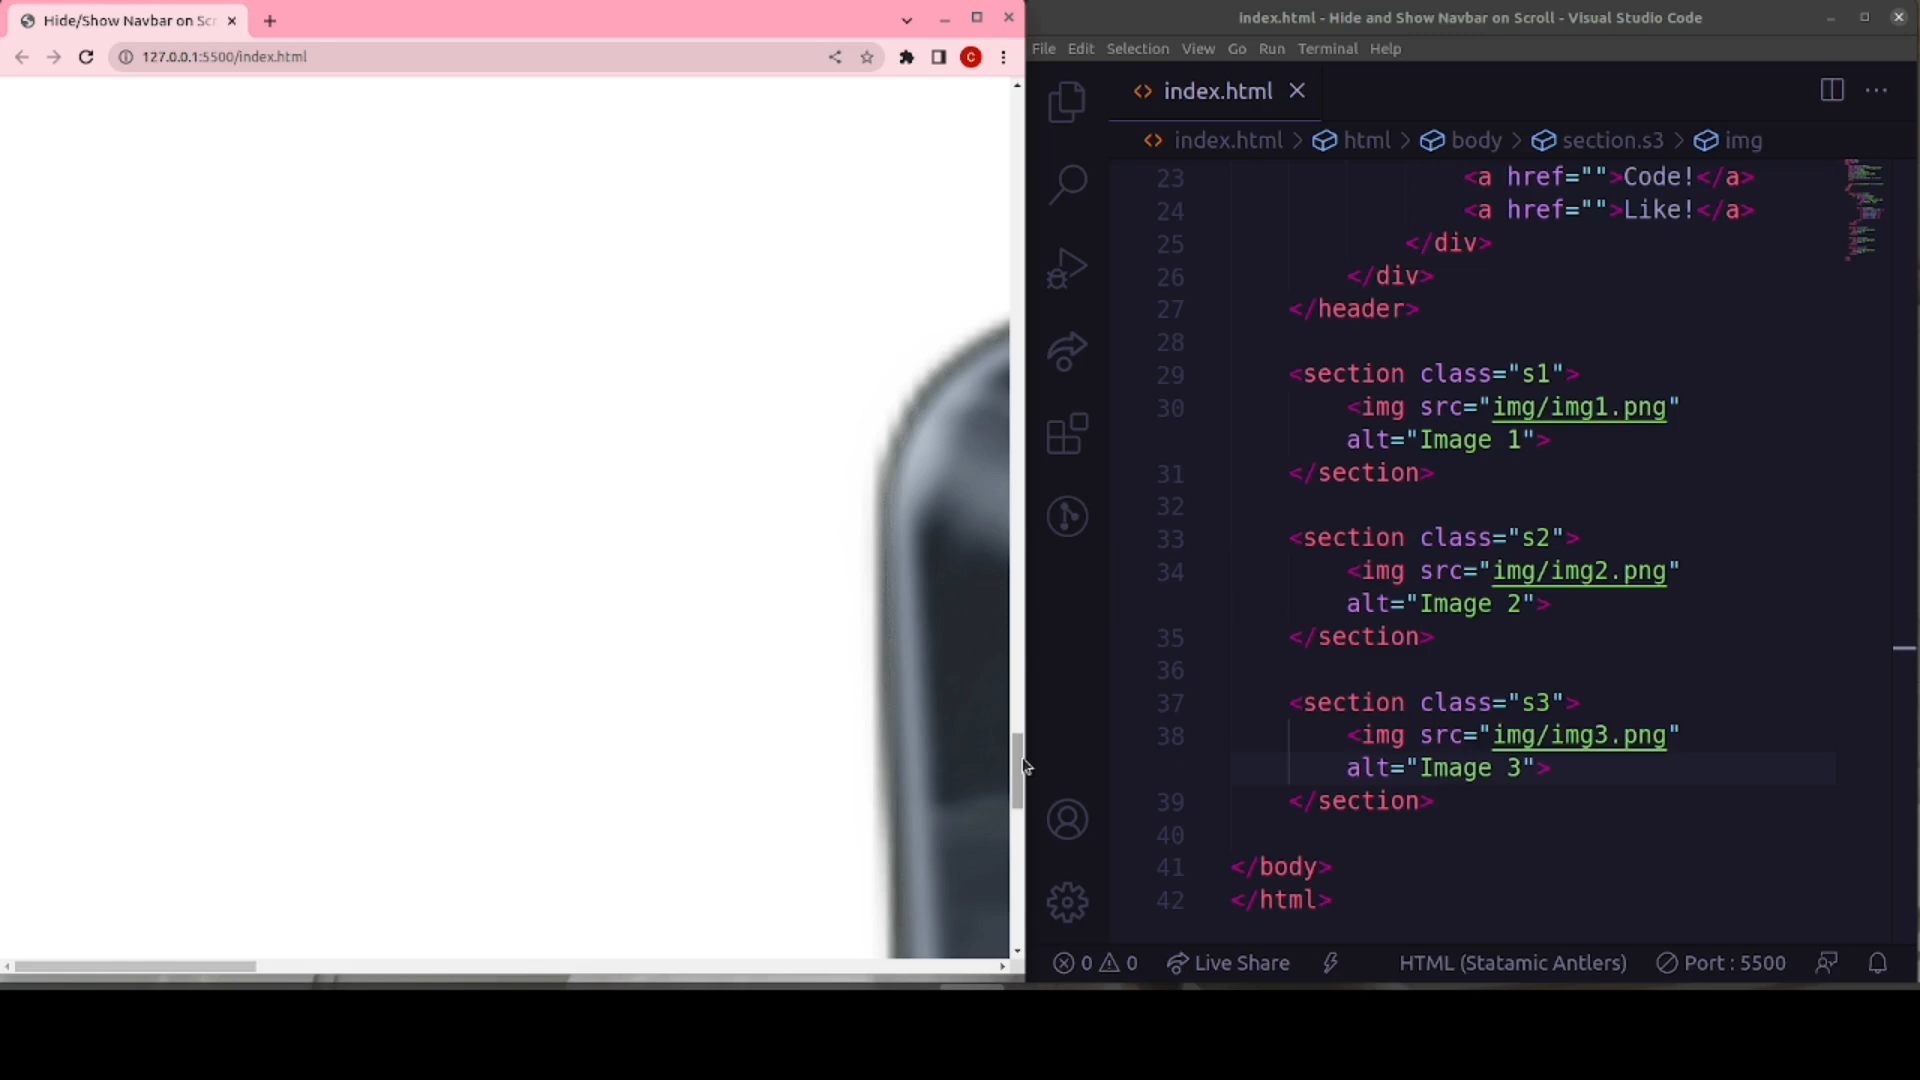 Hide/Show Navbar on Scr
127.0.0.1:5500/index.html
C
index.html - Hide and Show Navbar on Scroll - Visual Studio Code
File Edit Selection View Go Run Terminal Help
index.html
index.html > html > body > section.s3 > img
23 <a href="">Code!</a>
24 <a href="">Like!</a>
25 </div>
26 </div>
27 </header>
28
29 <section class="s1">
30 <img src="img/img1.png"
alt="Image 1">
31 </section>
32
33 <section class="s2">
34 <img src="img/img2.png"
alt="Image 2">
35 </section>
36
37 <section class="s3">
38 <img src="img/img3.png"
alt="Image 3">
39 </section>
40
41 </body>
42 </html>
0 0 Live Share HTML (Statamic Antlers) Port : 5500